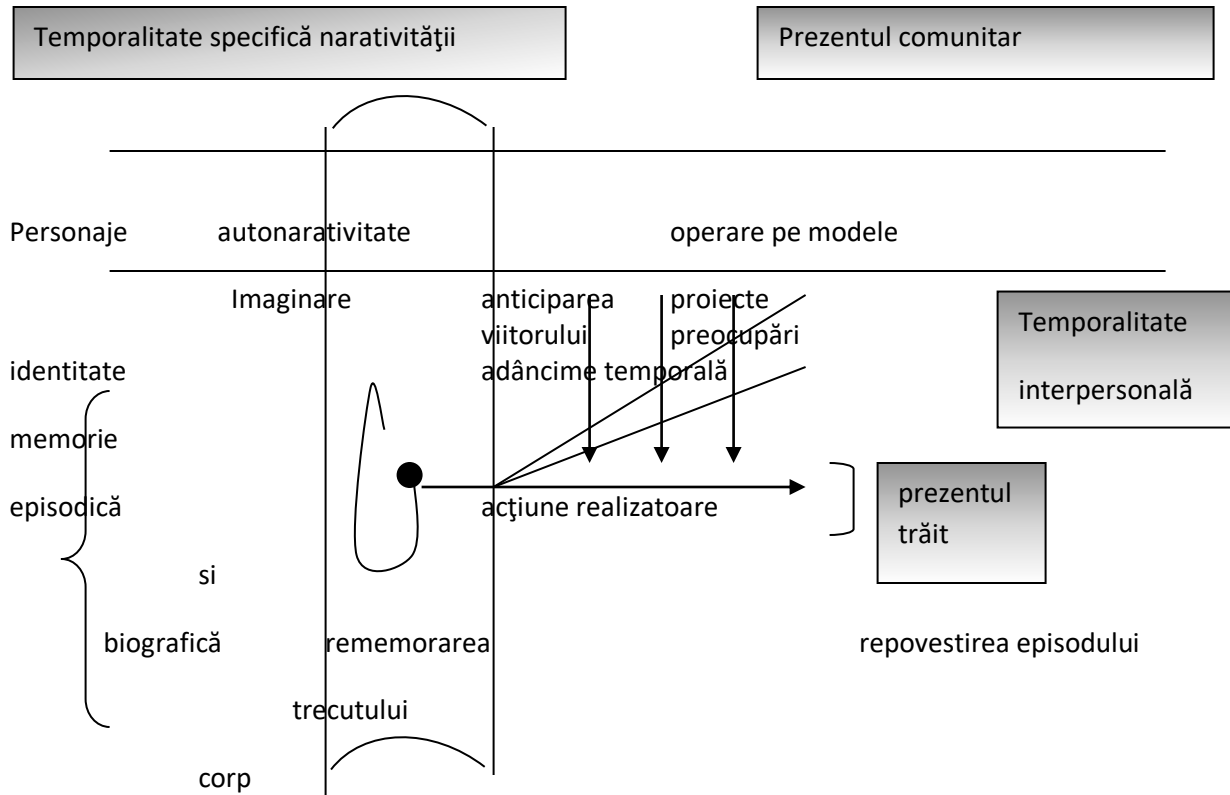 Temporalitate specifică narativităţii
Prezentul comunitar
Personaje autonarativitate operare pe modele
Imaginare anticiparea proiecte
viitorului preocupări
Temporalitate
identitate adâncime temporală
interpersonală
memorie
episodică acţiune realizatoare
prezentul
trăit
si
biografică rememorarea repovestirea episodului
trecutului
corp